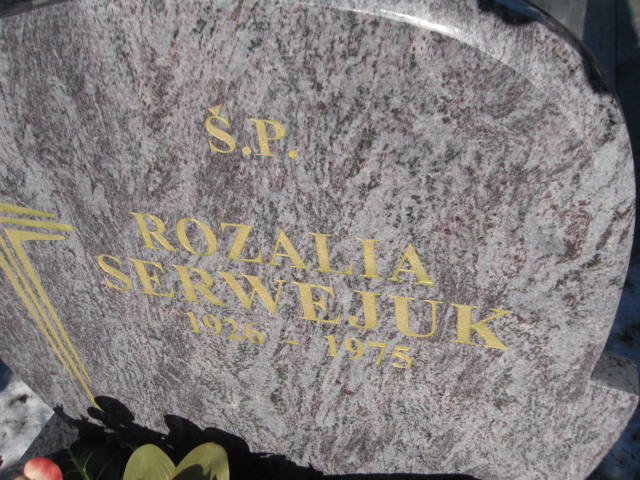 Š.P.
ROZALIA
SERWEJUK
1926 - 1975